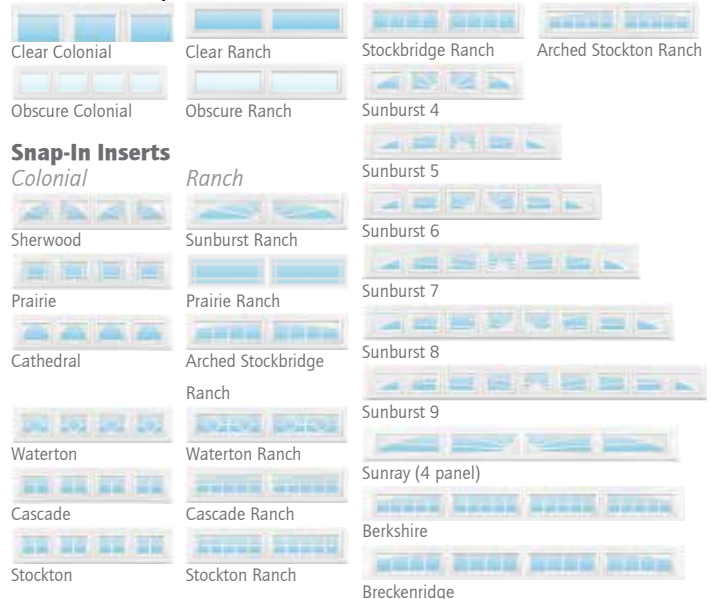 Clear Colonial
Clear Ranch
Stockbridge Ranch
Arched Stockton Ranch
Obscure Colonial
Obscure Ranch
Sunburst 4
Snap-In Inserts
Colonial
Ranch
Sherwood
Sunburst Ranch
Prairie
Prairie Ranch
Cathedral
Arched Stockbridge
Ranch
Waterton
Waterton Ranch
Cascade
Cascade Ranch
Stockton
Stockton Ranch
Sunburst 5
Sunburst 6
Sunburst 7
Sunburst 8
Sunburst 9
Sunray (4 panel)
Berkshire
Breckenridge